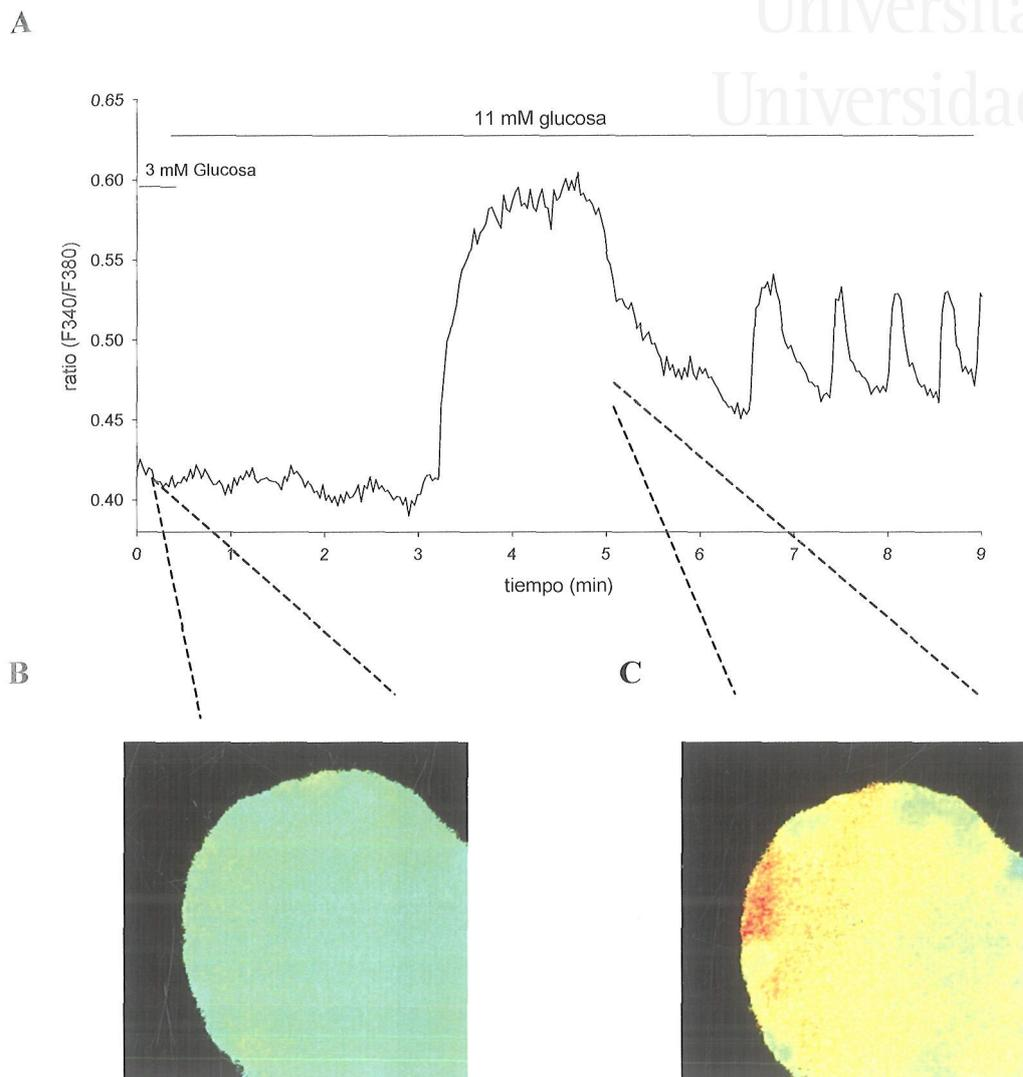 A
Universita
Universidad
0.65
11 mM glucosa
3 mM Glucosa
0.60
0.55
0.50
0.45
0.40
ratio (F340/F380)
0 1 2 3 4 5 6 7 8 9
tiempo (min)
B
C